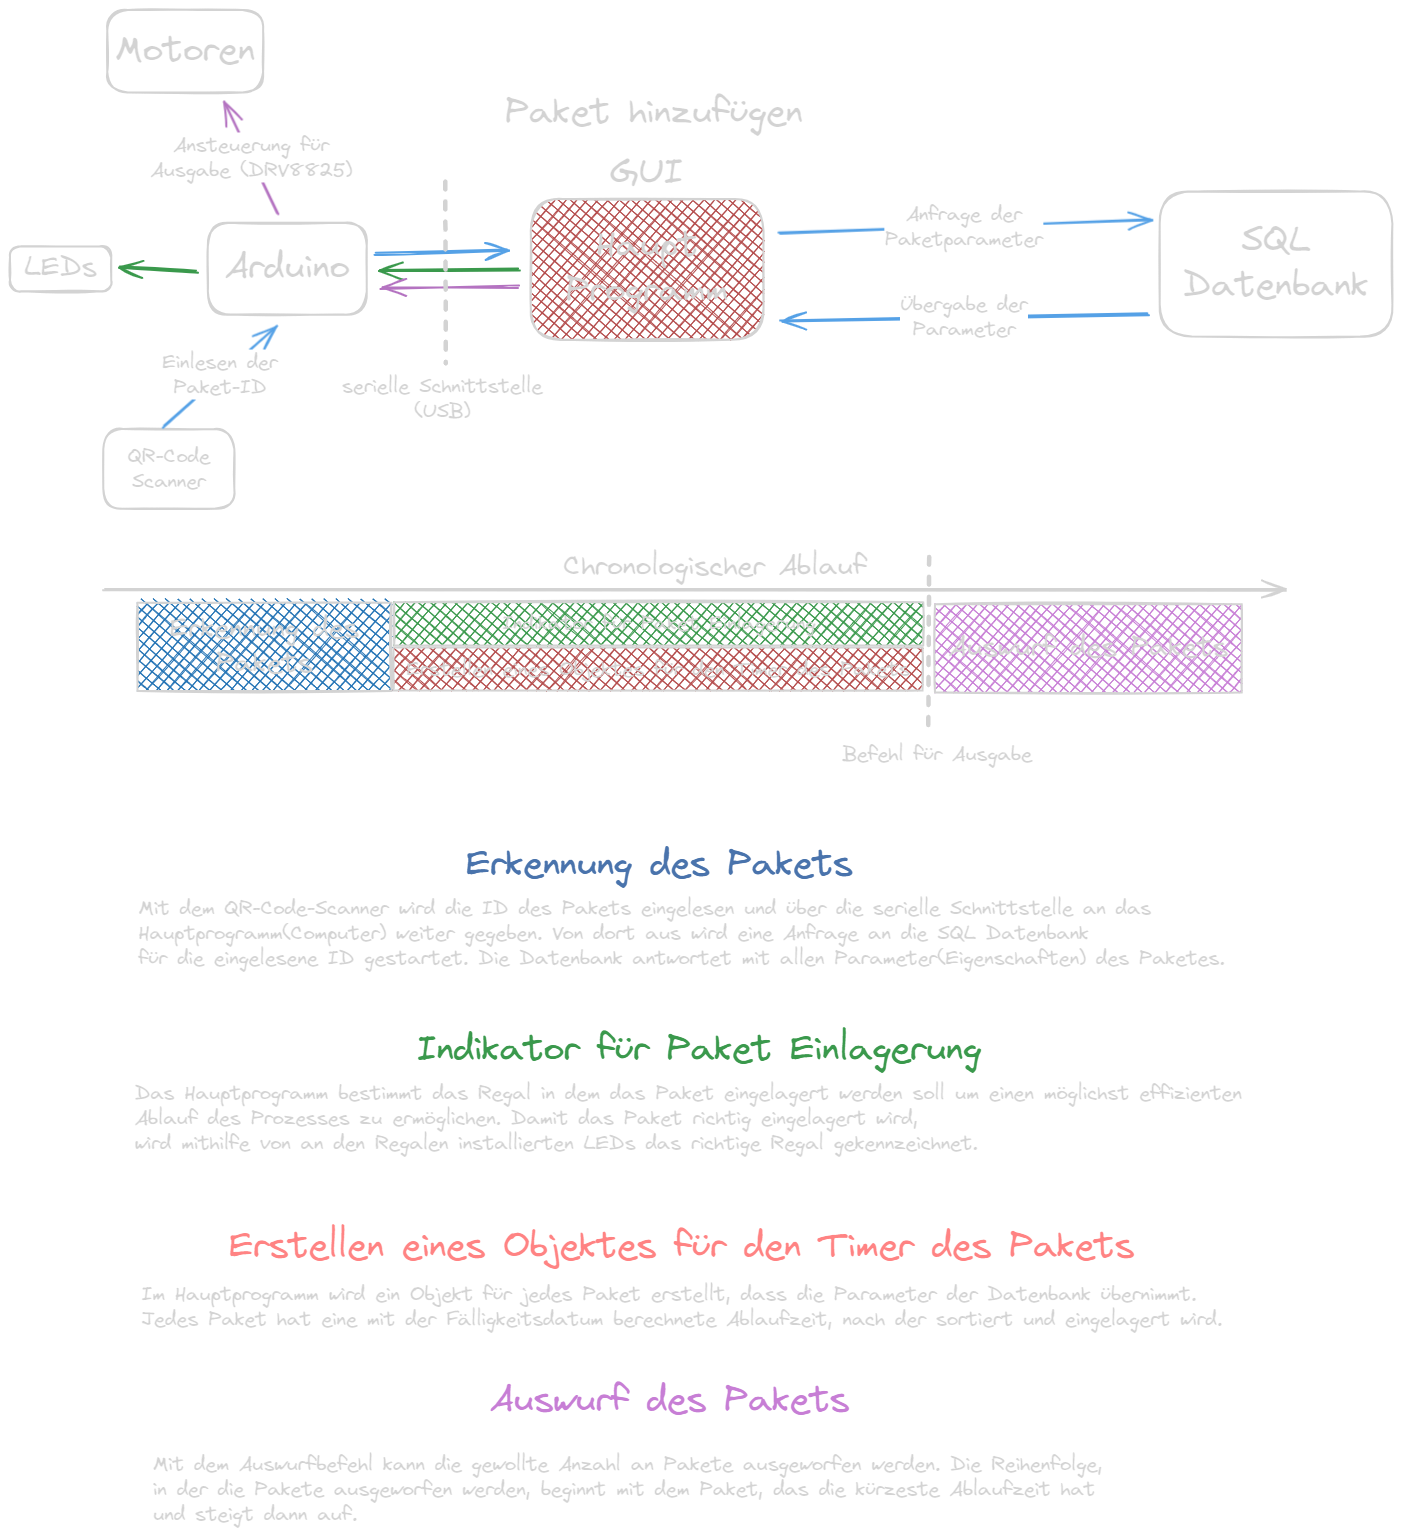 Motoren
Paket hinzufügen
Ansteuerung für
Ausgabe (DRV8825)
GUI
Anfrage der
Paketparameter
SQL
Datenbank
LEDs
Arduino
Haupt
Programm
Übergabe der
Parameter
Einlesen der
Paket-ID
serielle Schnittstelle
(USB)
QR-Code
Scanner
Chronologischer Ablauf
Erkennung des
Pakets
Indikator für Paket Einlagerung
Erstellen eines Objektes für den Timer des Pakets
Auswurf des Pakets
Befehl für Ausgabe
Erkennung des Pakets
Mit dem QR-Code-Scanner wird die ID des Pakets eingelesen und über die serielle Schnittstelle an das
Hauptprogramm(Computer) weiter gegeben. Von dort aus wird eine Anfrage an die SQL Datenbank
für die eingelesene ID gestartet. Die Datenbank antwortet mit allen Parameter(Eigenschaften) des Paketes.
Indikator für Paket Einlagerung
Das Hauptprogramm bestimmt das Regal in dem das Paket eingelagert werden soll um einen möglichst effizienten
Ablauf des Prozesses zu ermöglichen. Damit das Paket richtig eingelagert wird,
wird mithilfe von an den Regalen installierten LEDs das richtige Regal gekennzeichnet.
Erstellen eines Objektes für den Timer des Pakets
Im Hauptprogramm wird ein Objekt für jedes Paket erstellt, dass die Parameter der Datenbank übernimmt.
Jedes Paket hat eine mit der Fälligkeitsdatum berechnete Ablaufzeit, nach der sortiert und eingelagert wird.
Auswurf des Pakets
Mit dem Auswurfbefehl kann die gewollte Anzahl an Pakete ausgeworfen werden. Die Reihenfolge,
in der die Pakete ausgeworfen werden, beginnt mit dem Paket, das die kürzeste Ablaufzeit hat
und steigt dann auf.